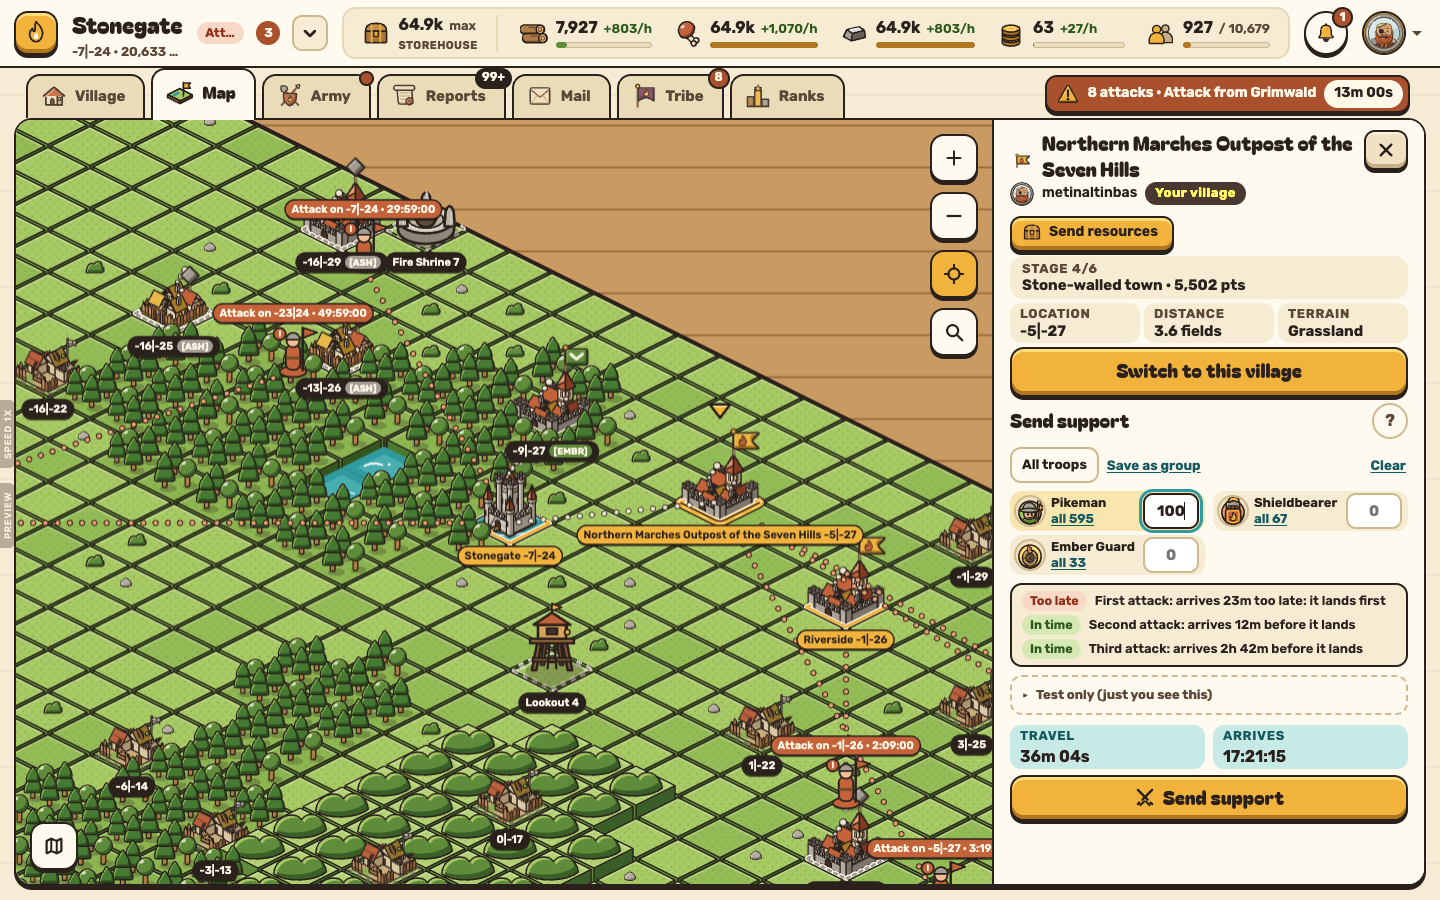 Stonegate
-7|-24 • 20,633 ...
Att...
3
64.9k max
STOREHOUSE
7,927 +803/h
64.9k +1,070/h
64.9k +803/h
63 +27/h
927 / 10,679
1
Village
Map
Army
Reports
99+
Mail
Tribe
8
Ranks
8 attacks • Attack from Grimwald
13m 00s
SPEED 1X
PREVIEW
Attack on -7|-24 • 29:59:00
-16|-29 [ASH]
Fire Shrine 7
Attack on -23|24 • 49:59:00
-16|-25 [ASH]
-13|-26 [ASH]
-16|-22
-9|-27 [EMBR]
Northern Marches Outpost of the Seven Hills -5|-27
Stonegate -7|-24
-1|-29
Riverside -1|-26
Lookout 4
Attack on -1|-26 • 2:09:00
3|-25
1|-22
-6|-14
0|-17
Attack on -5|-27 • 3:19
-3|-13
Northern Marches Outpost of the
Seven Hills
metinaltinbas
Your village
Send resources
STAGE 4/6
Stone-walled town • 5,502 pts
LOCATION
-5|-27
DISTANCE
3.6 fields
TERRAIN
Grassland
Switch to this village
Send support
?
All troops
Save as group
Clear
Pikeman
all 595
100
Shieldbearer
all 67
0
Ember Guard
all 33
0
Too late First attack: arrives 23m too late: it lands first
In time Second attack: arrives 12m before it lands
In time Third attack: arrives 2h 42m before it lands
Test only (just you see this)
TRAVEL
36m 04s
ARRIVES
17:21:15
Send support